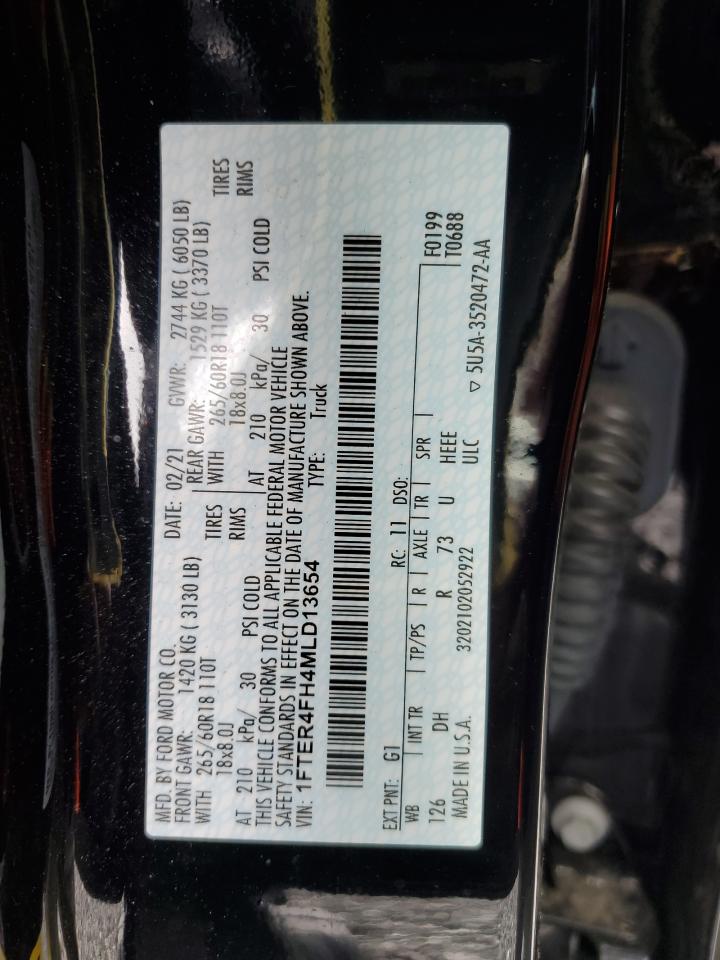 MFD. BY FORD MOTOR CO. DATE: 02/21 GVWR: 2744 KG ( 6050 LB)
FRONT GAWR: 1420 KG ( 3130 LB) REAR GAWR: 1529 KG ( 3370 LB)
WITH 265/60R18 110T TIRES WITH 265/60R18 110T TIRES
18x8.0J RIMS 18x8.0J RIMS
AT 210 kPa/ 30 PSI COLD AT 210 kPa/ 30 PSI COLD
THIS VEHICLE CONFORMS TO ALL APPLICABLE FEDERAL MOTOR VEHICLE
SAFETY STANDARDS IN EFFECT ON THE DATE OF MANUFACTURE SHOWN ABOVE.
VIN: 1FTER4FH4MLD13654 TYPE: Truck
EXT PNT: G1 RC: 11 DSO: F0199
WB INT TR TP/PS R AXLE TR SPR T0688
126 DH R 73 U HEEE
MADE IN U.S.A. 3202102052922 ULC ▽ 5U5A-3520472-AA